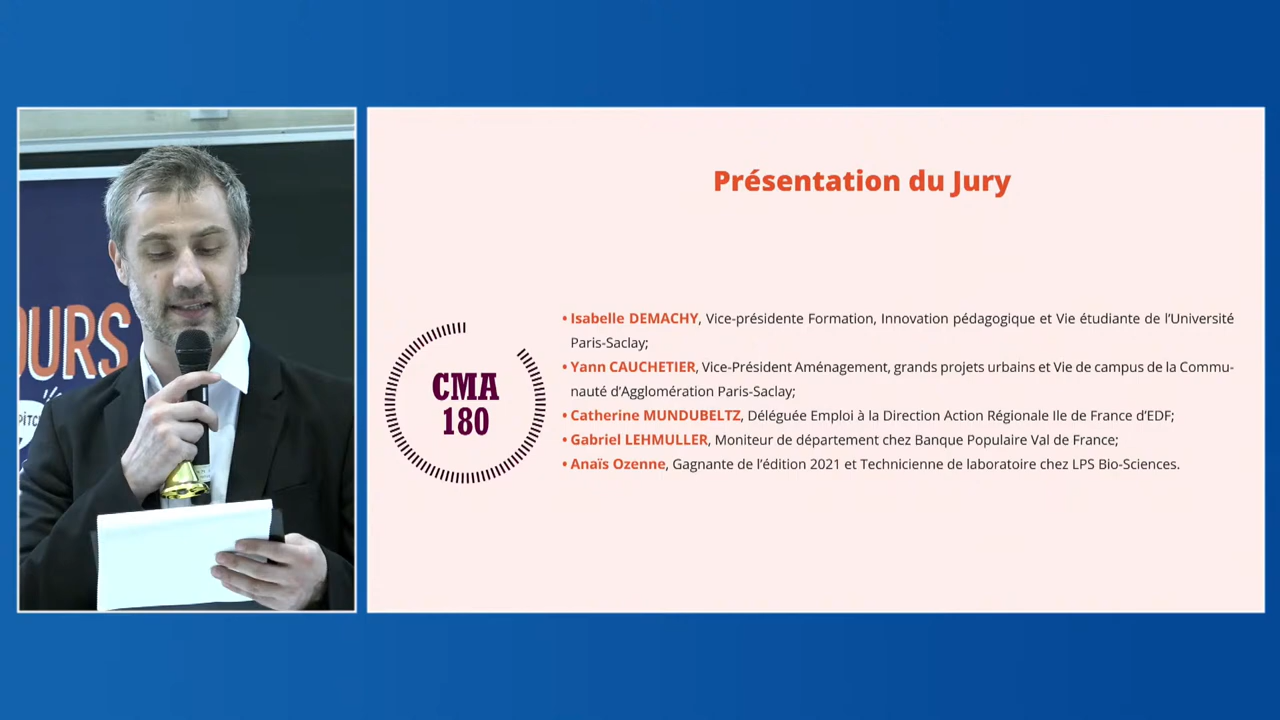 OURS
PITC
Présentation du Jury
CMA
180
• Isabelle DEMACHY, Vice-présidente Formation, Innovation pédagogique et Vie étudiante de l’Université
Paris-Saclay;
• Yann CAUCHETIER, Vice-Président Aménagement, grands projets urbains et Vie de campus de la Commu-
nauté d’Agglomération Paris-Saclay;
• Catherine MUNDUBELTZ, Déléguée Emploi à la Direction Action Régionale Ile de France d’EDF;
• Gabriel LEHMULLER, Moniteur de département chez Banque Populaire Val de France;
• Anaïs Ozenne, Gagnante de l’édition 2021 et Technicienne de laboratoire chez LPS Bio-Sciences.